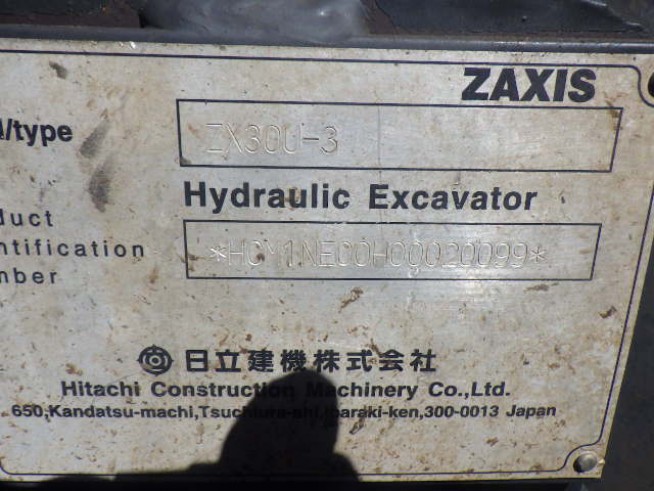 ZAXIS
l/type
ZX30U-3
Hydraulic Excavator
duct
ntification
mber
*HCM1NE00H00020099*
日立建機株式会社
Hitachi Construction Machinery Co.,Ltd.
650,Kandatsu-machi,Tsuchiura-shi,Ibaraki-ken,300-0013 Japan